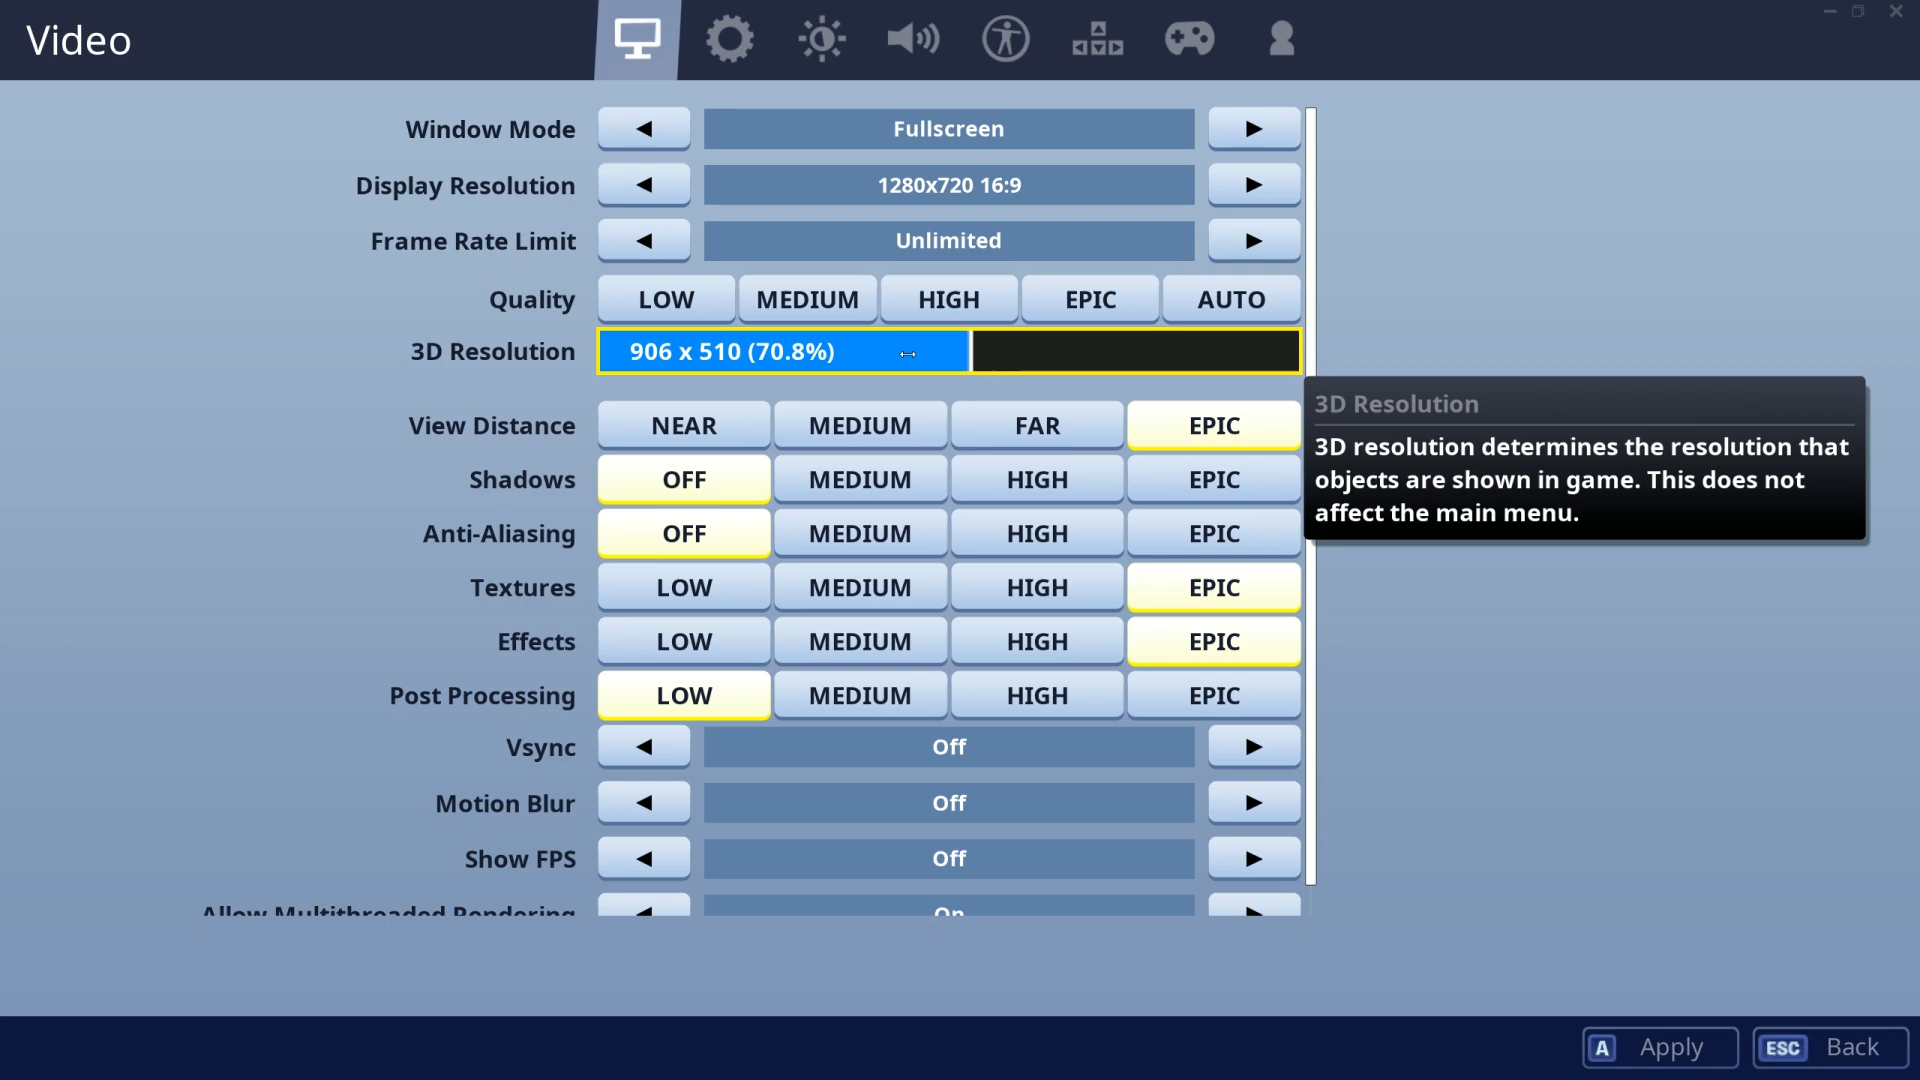 Video
Window Mode
Fullscreen
Display Resolution
1280x720 16:9
Frame Rate Limit
Unlimited
Quality
LOW
MEDIUM
HIGH
EPIC
AUTO
3D Resolution
906 x 510 (70.8%)
View Distance
NEAR
MEDIUM
FAR
EPIC
3D Resolution
3D resolution determines the resolution that
objects are shown in game. This does not
affect the main menu.
Shadows
OFF
MEDIUM
HIGH
EPIC
Anti-Aliasing
OFF
MEDIUM
HIGH
EPIC
Textures
LOW
MEDIUM
HIGH
EPIC
Effects
LOW
MEDIUM
HIGH
EPIC
Post Processing
LOW
MEDIUM
HIGH
EPIC
Vsync
Off
Motion Blur
Off
Show FPS
Off
Allow Multithreaded Rendering
On
A Apply
ESC Back